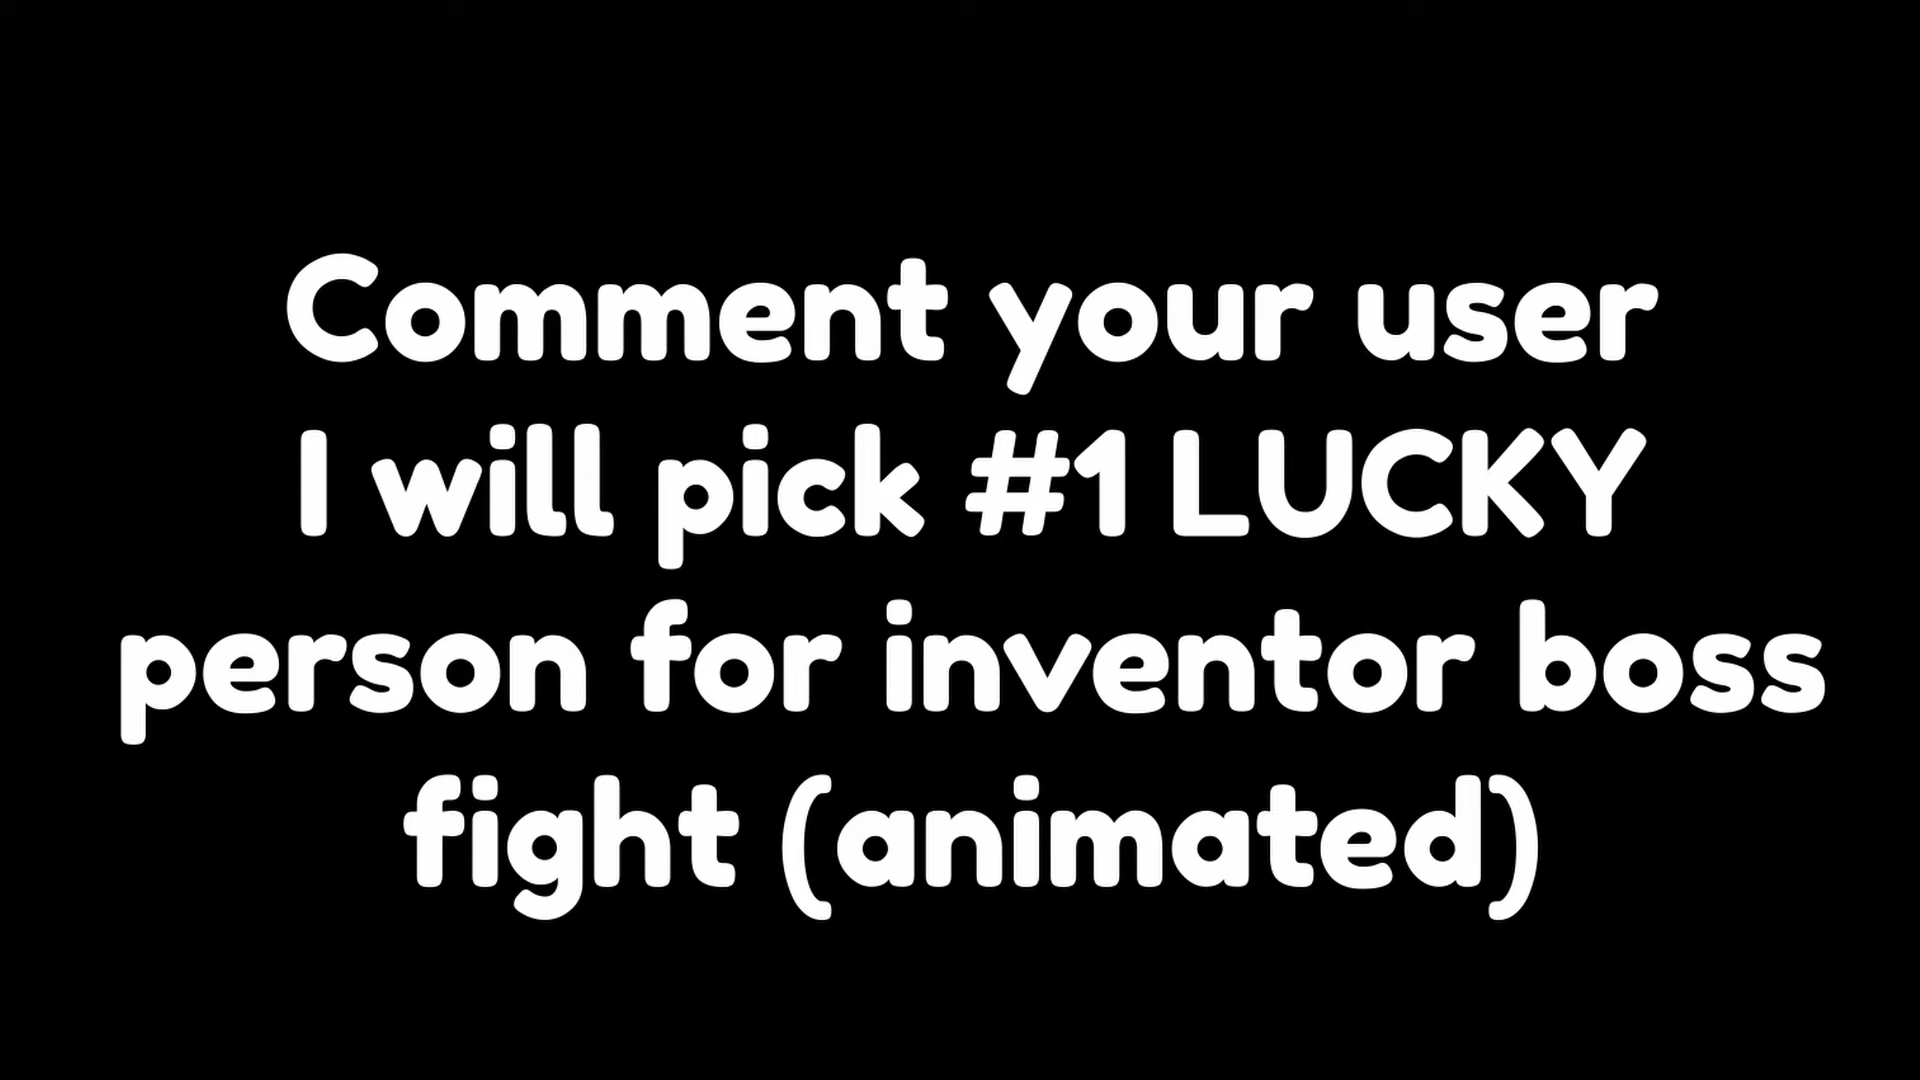 Comment your user
I will pick #1 LUCKY
person for inventor boss
fight (animated)